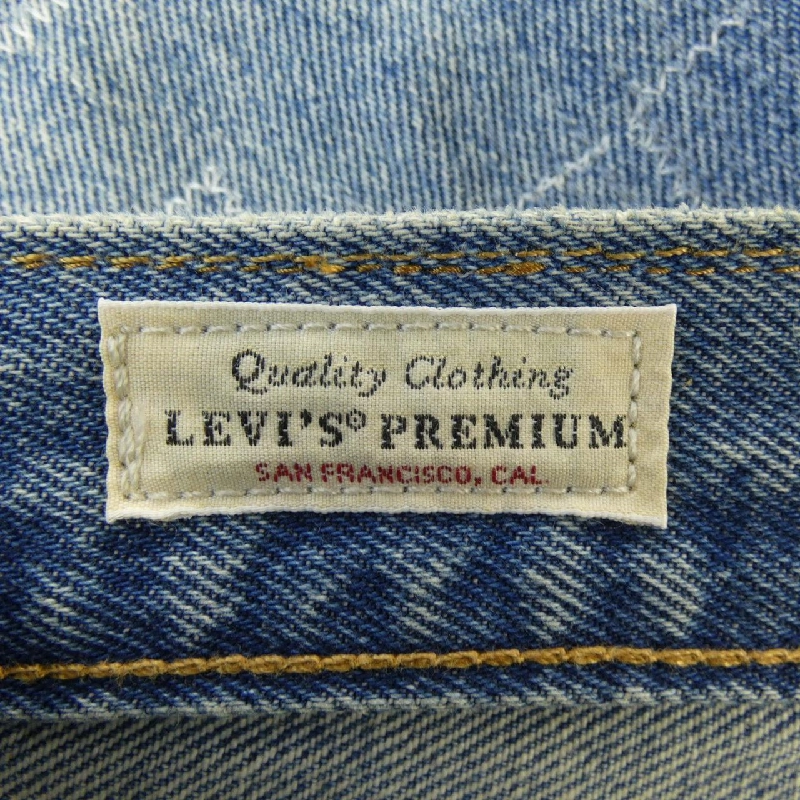 Quality Clothing
LEVI'S® PREMIUM
SAN FRANCISCO, CAL.